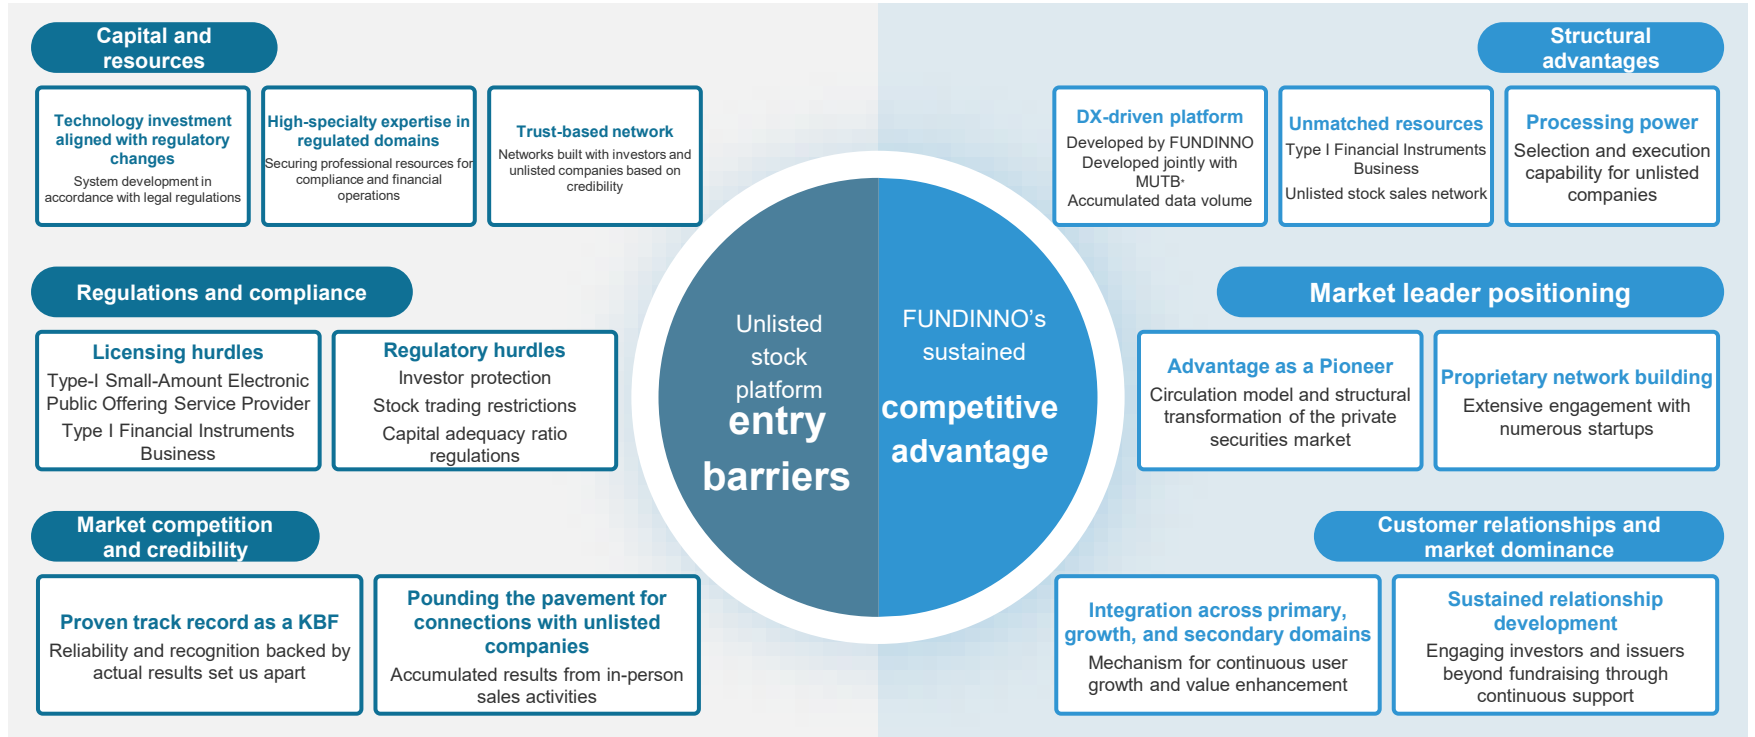 Capital and
resources
Technology investment
aligned with regulatory
changes
System development in
accordance with legal regulations
High-specialty expertise in
regulated domains
Securing professional resources for
compliance and financial
operations
Trust-based network
Networks built with investors and
unlisted companies based on
credibility
Regulations and compliance
Licensing hurdles
Type-I Small-Amount Electronic
Public Offering Service Provider
Type I Financial Instruments
Business
Regulatory hurdles
Investor protection
Stock trading restrictions
Capital adequacy ratio
regulations
Market competition
and credibility
Proven track record as a KBF
Reliability and recognition backed by
actual results set us apart
Pounding the pavement for
connections with unlisted
companies
Accumulated results from in-person
sales activities
Unlisted
stock
platform
entry
barriers
FUNDINNO’s
sustained
competitive
advantage
Structural
advantages
DX-driven platform
Developed by FUNDINNO
Developed jointly with
MUTB*
Accumulated data volume
Unmatched resources
Type I Financial Instruments
Business
Unlisted stock sales network
Processing power
Selection and execution
capability for unlisted
companies
Market leader positioning
Advantage as a Pioneer
Circulation model and structural
transformation of the private
securities market
Proprietary network building
Extensive engagement with
numerous startups
Customer relationships and
market dominance
Integration across primary,
growth, and secondary domains
Mechanism for continuous user
growth and value enhancement
Sustained relationship
development
Engaging investors and issuers
beyond fundraising through
continuous support